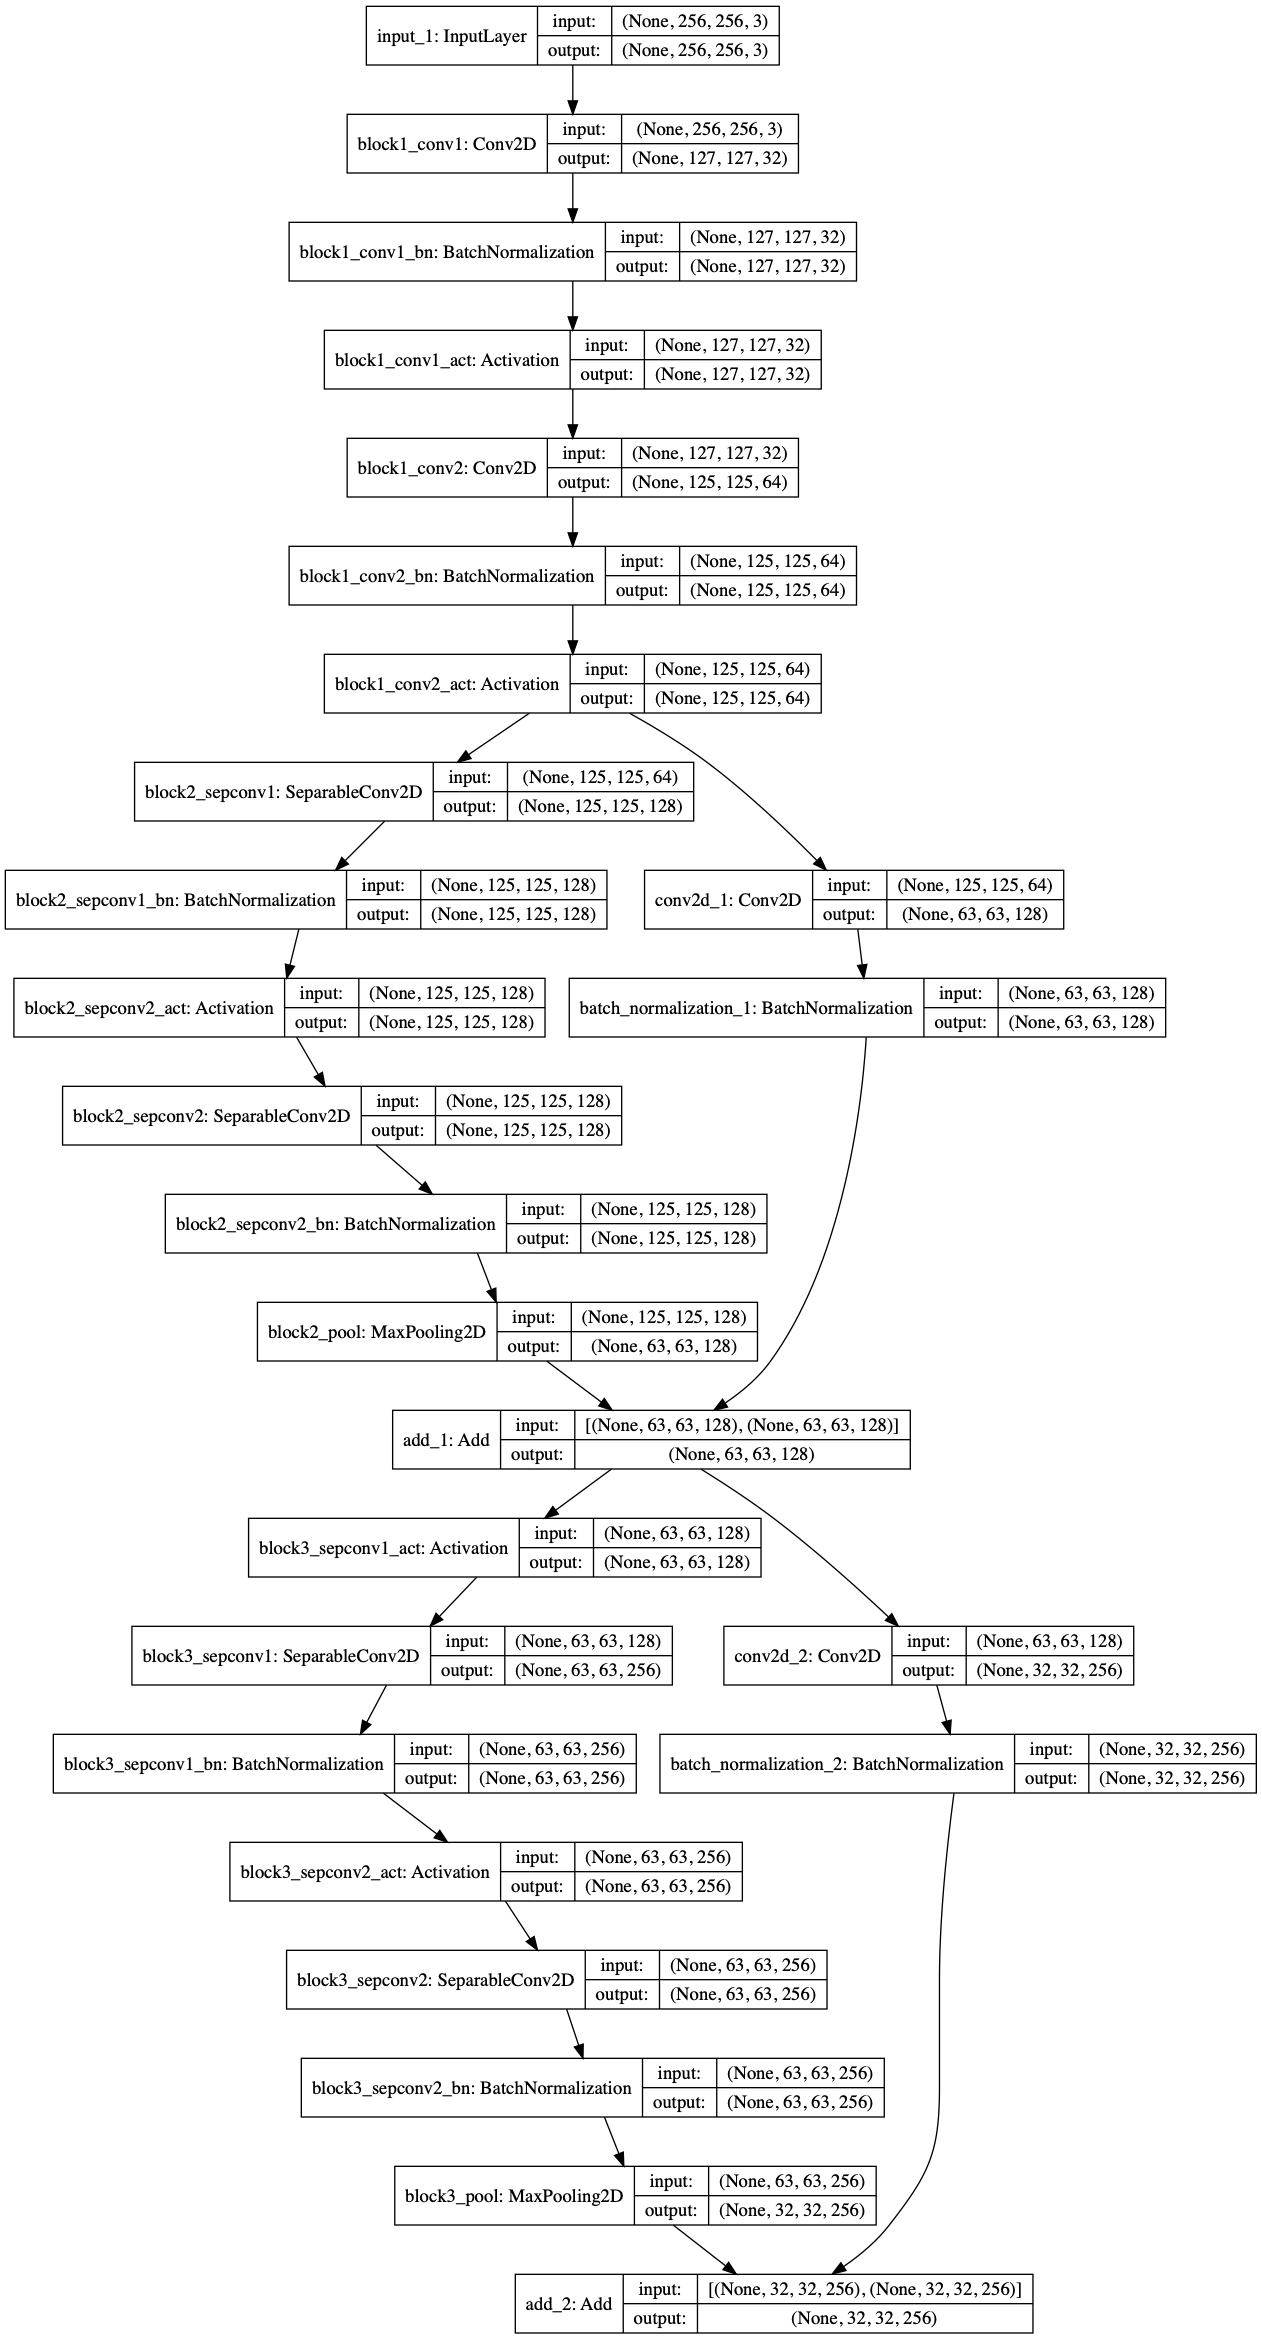 input_1: InputLayer
input: (None, 256, 256, 3)
output: (None, 256, 256, 3)
block1_conv1: Conv2D
input: (None, 256, 256, 3)
output: (None, 127, 127, 32)
block1_conv1_bn: BatchNormalization
input: (None, 127, 127, 32)
output: (None, 127, 127, 32)
block1_conv1_act: Activation
input: (None, 127, 127, 32)
output: (None, 127, 127, 32)
block1_conv2: Conv2D
input: (None, 127, 127, 32)
output: (None, 125, 125, 64)
block1_conv2_bn: BatchNormalization
input: (None, 125, 125, 64)
output: (None, 125, 125, 64)
block1_conv2_act: Activation
input: (None, 125, 125, 64)
output: (None, 125, 125, 64)
block2_sepconv1: SeparableConv2D
input: (None, 125, 125, 64)
output: (None, 125, 125, 128)
block2_sepconv1_bn: BatchNormalization
input: (None, 125, 125, 128)
output: (None, 125, 125, 128)
conv2d_1: Conv2D
input: (None, 125, 125, 64)
output: (None, 63, 63, 128)
block2_sepconv2_act: Activation
input: (None, 125, 125, 128)
output: (None, 125, 125, 128)
batch_normalization_1: BatchNormalization
input: (None, 63, 63, 128)
output: (None, 63, 63, 128)
block2_sepconv2: SeparableConv2D
input: (None, 125, 125, 128)
output: (None, 125, 125, 128)
block2_sepconv2_bn: BatchNormalization
input: (None, 125, 125, 128)
output: (None, 125, 125, 128)
block2_pool: MaxPooling2D
input: (None, 125, 125, 128)
output: (None, 63, 63, 128)
add_1: Add
input: [(None, 63, 63, 128), (None, 63, 63, 128)]
output: (None, 63, 63, 128)
block3_sepconv1_act: Activation
input: (None, 63, 63, 128)
output: (None, 63, 63, 128)
block3_sepconv1: SeparableConv2D
input: (None, 63, 63, 128)
output: (None, 63, 63, 256)
conv2d_2: Conv2D
input: (None, 63, 63, 128)
output: (None, 32, 32, 256)
block3_sepconv1_bn: BatchNormalization
input: (None, 63, 63, 256)
output: (None, 63, 63, 256)
batch_normalization_2: BatchNormalization
input: (None, 32, 32, 256)
output: (None, 32, 32, 256)
block3_sepconv2_act: Activation
input: (None, 63, 63, 256)
output: (None, 63, 63, 256)
block3_sepconv2: SeparableConv2D
input: (None, 63, 63, 256)
output: (None, 63, 63, 256)
block3_sepconv2_bn: BatchNormalization
input: (None, 63, 63, 256)
output: (None, 63, 63, 256)
block3_pool: MaxPooling2D
input: (None, 63, 63, 256)
output: (None, 32, 32, 256)
add_2: Add
input: [(None, 32, 32, 256), (None, 32, 32, 256)]
output: (None, 32, 32, 256)